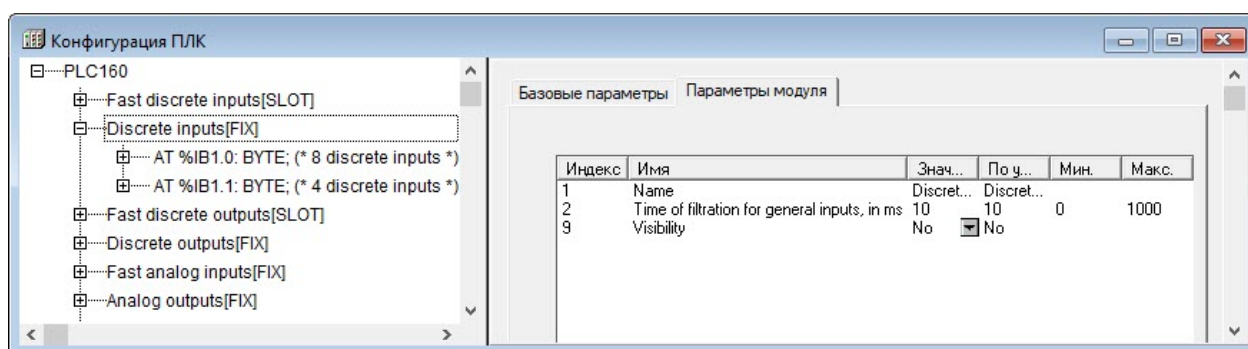 Конфигурация ПЛК
PLC160
Fast discrete inputs[SLOT]
Discrete inputs[FIX]
AT %IB1.0: BYTE; (* 8 discrete inputs *)
AT %IB1.1: BYTE; (* 4 discrete inputs *)
Fast discrete outputs[SLOT]
Discrete outputs[FIX]
Fast analog inputs[FIX]
Analog outputs[FIX]
Базовые параметры Параметры модуля
Индекс Имя Знач... По у... Мин. Макс.
1 Name Discret... Discret...
2 Time of filtration for general inputs, in ms 10 10 0 1000
9 Visibility No No